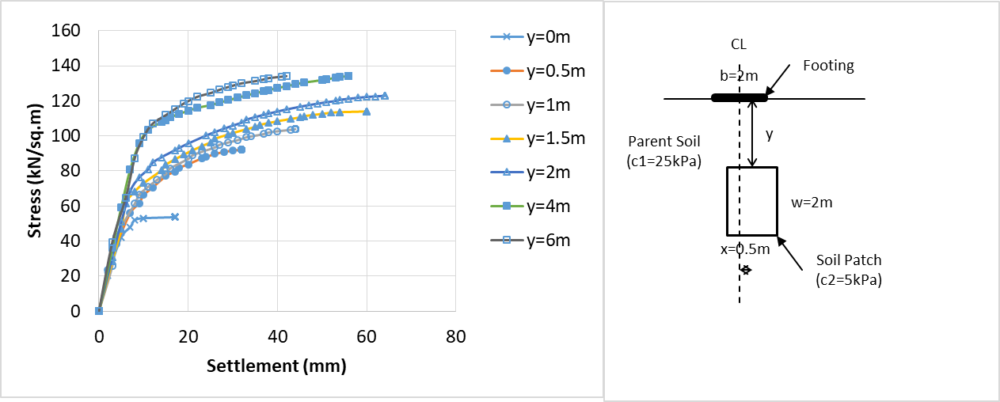 160
140
120
100
80
60
40
20
0
0 20 40 60 80
Stress (kN/sq.m)
Settlement (mm)
y=0m
y=0.5m
y=1m
y=1.5m
y=2m
y=4m
y=6m
CL
b=2m
Footing
y
Parent Soil
(c1=25kPa)
w=2m
x=0.5m
Soil Patch
(c2=5kPa)